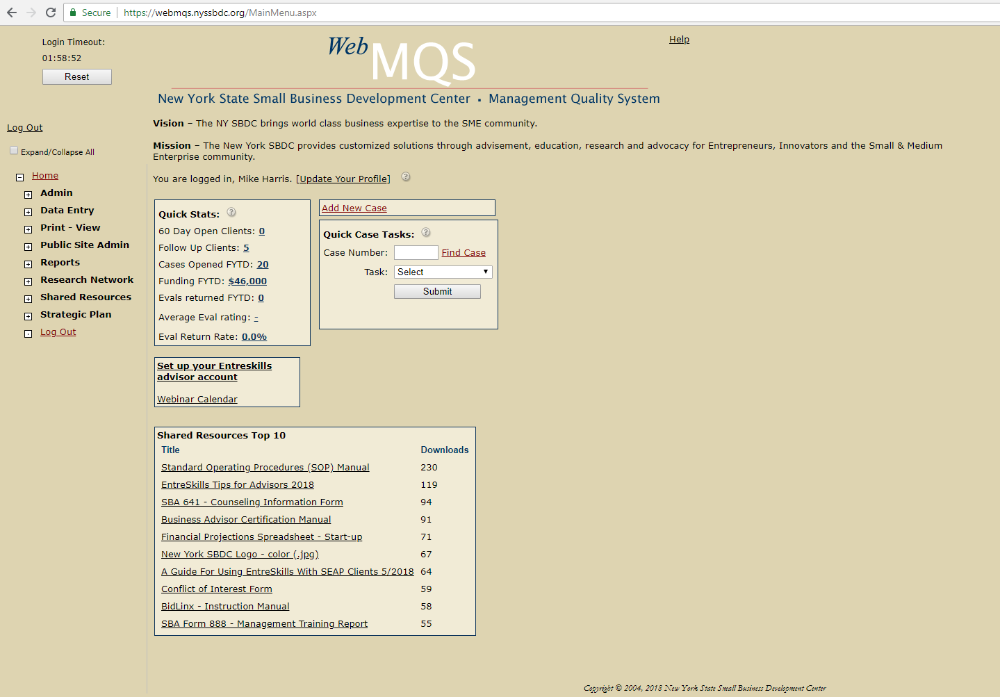 Secure https://webmqs.nyssbdc.org/MainMenu.aspx
Login Timeout:
01:58:52
Reset
Web MQS
Help
New York State Small Business Development Center ▪ Management Quality System
Log Out
Expand/Collapse All
Home
Admin
Data Entry
Print - View
Public Site Admin
Reports
Research Network
Shared Resources
Strategic Plan
Log Out
Vision – The NY SBDC brings world class business expertise to the SME community.
Mission – The New York SBDC provides customized solutions through advisement, education, research and advocacy for Entrepreneurs, Innovators and the Small & Medium
Enterprise community.
You are logged in, Mike Harris. [Update Your Profile] ?
Quick Stats: ?
60 Day Open Clients: 0
Follow Up Clients: 5
Cases Opened FYTD: 20
Funding FYTD: $46,000
Evals returned FYTD: 0
Average Eval rating: -
Eval Return Rate: 0.0%
Add New Case
Quick Case Tasks: ?
Case Number: Find Case
Task: Select
Submit
Set up your Entreskills
advisor account
Webinar Calendar
Shared Resources Top 10
Title Downloads
Standard Operating Procedures (SOP) Manual 230
EntreSkills Tips for Advisors 2018 119
SBA 641 - Counseling Information Form 94
Business Advisor Certification Manual 91
Financial Projections Spreadsheet - Start-up 71
New York SBDC Logo - color (.jpg) 67
A Guide For Using EntreSkills With SEAP Clients 5/2018 64
Conflict of Interest Form 59
BidLinx - Instruction Manual 58
SBA Form 888 - Management Training Report 55
Copyright © 2004, 2018 New York State Small Business Development Center